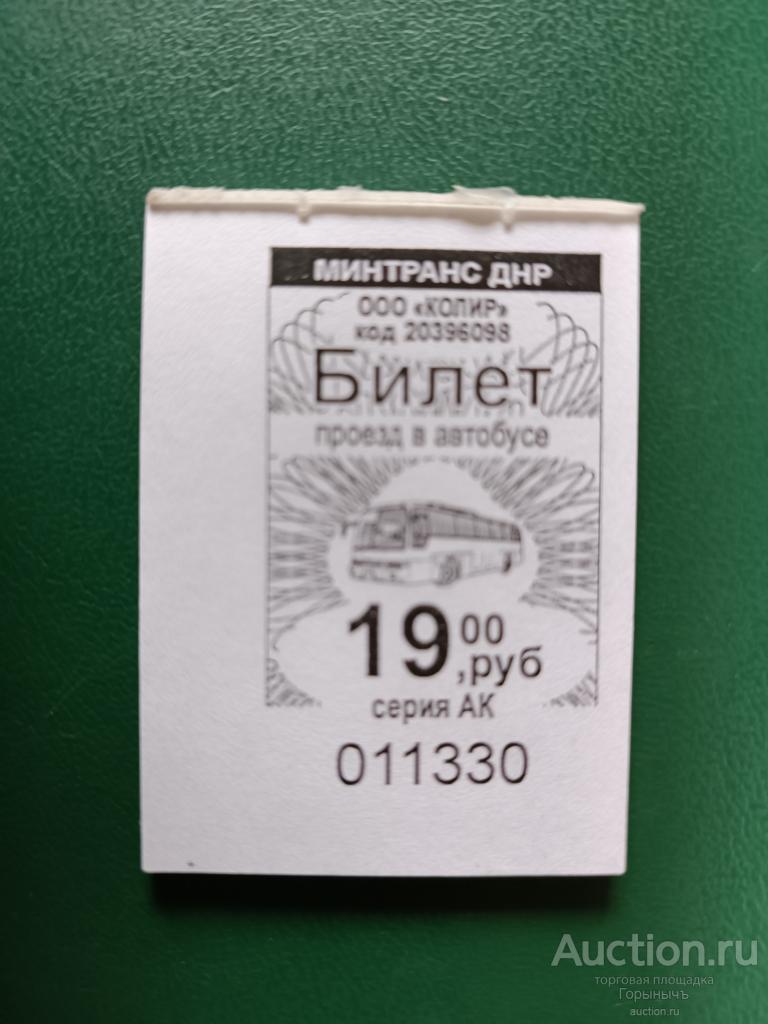 МИНТРАНС ДНР
ООО «КОЛИР»
код 20396098
Билет
проезд в автобусе
19,00 руб
серия АК
011330
Auction.ru
торговая площадка
Горынычъ
auction.ru